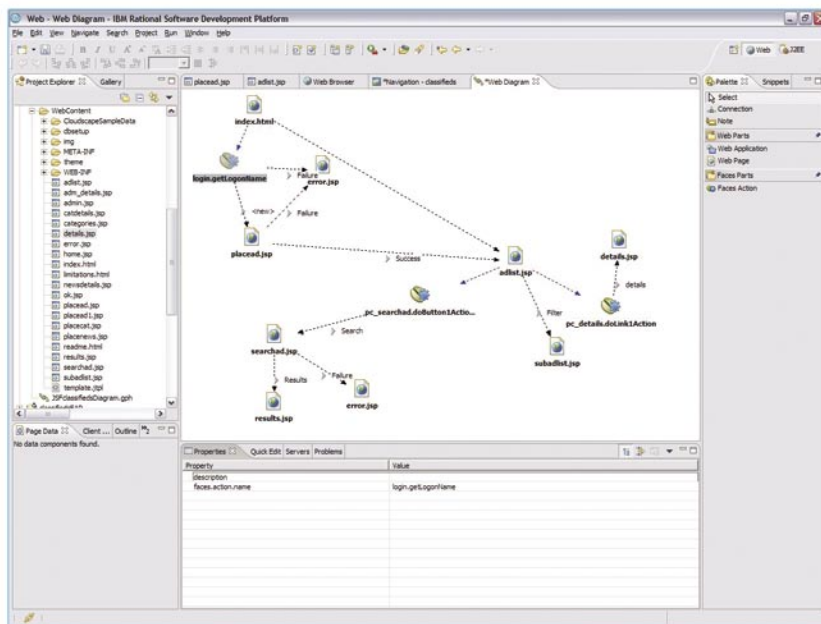 Web - Web Diagram - IBM Rational Software Development Platform
File Edit View Navigate Search Project Run Window Help
Web J2EE
Project Explorer Gallery
WebContent
CloudscapeSampleData
dbsetup
img
META-INF
theme
WEB-INF
adlist.jsp
adm_details.jsp
admin.jsp
catdetails.jsp
categories.jsp
details.jsp
error.jsp
home.jsp
index.html
limitations.html
newsdetails.jsp
ok.jsp
placead.jsp
placead1.jsp
placecat.jsp
placenews.jsp
readme.html
results.jsp
searchad.jsp
subadlist.jsp
template.jtpl
JSFclassifiedsDiagram.gph
placead.jsp adlist.jsp Web Browser *Navigation - classifieds *Web Diagram
index.html
login.getLogonName
Failure
error.jsp
<new>
Failure
placead.jsp
Success
adlist.jsp
details.jsp
details
pc_searchad.doButton1Actio...
Filter
pc_details.doLink1Action
Search
searchad.jsp
subadlist.jsp
Results
Failure
results.jsp
error.jsp
Palette Snippets
Select
Connection
Note
Web Parts
Web Application
Web Page
Faces Parts
Faces Action
Page Data Client ... Outline
No data components found.
Properties Quick Edit Servers Problems
Property Value
description
faces.action.name login.getLogonName